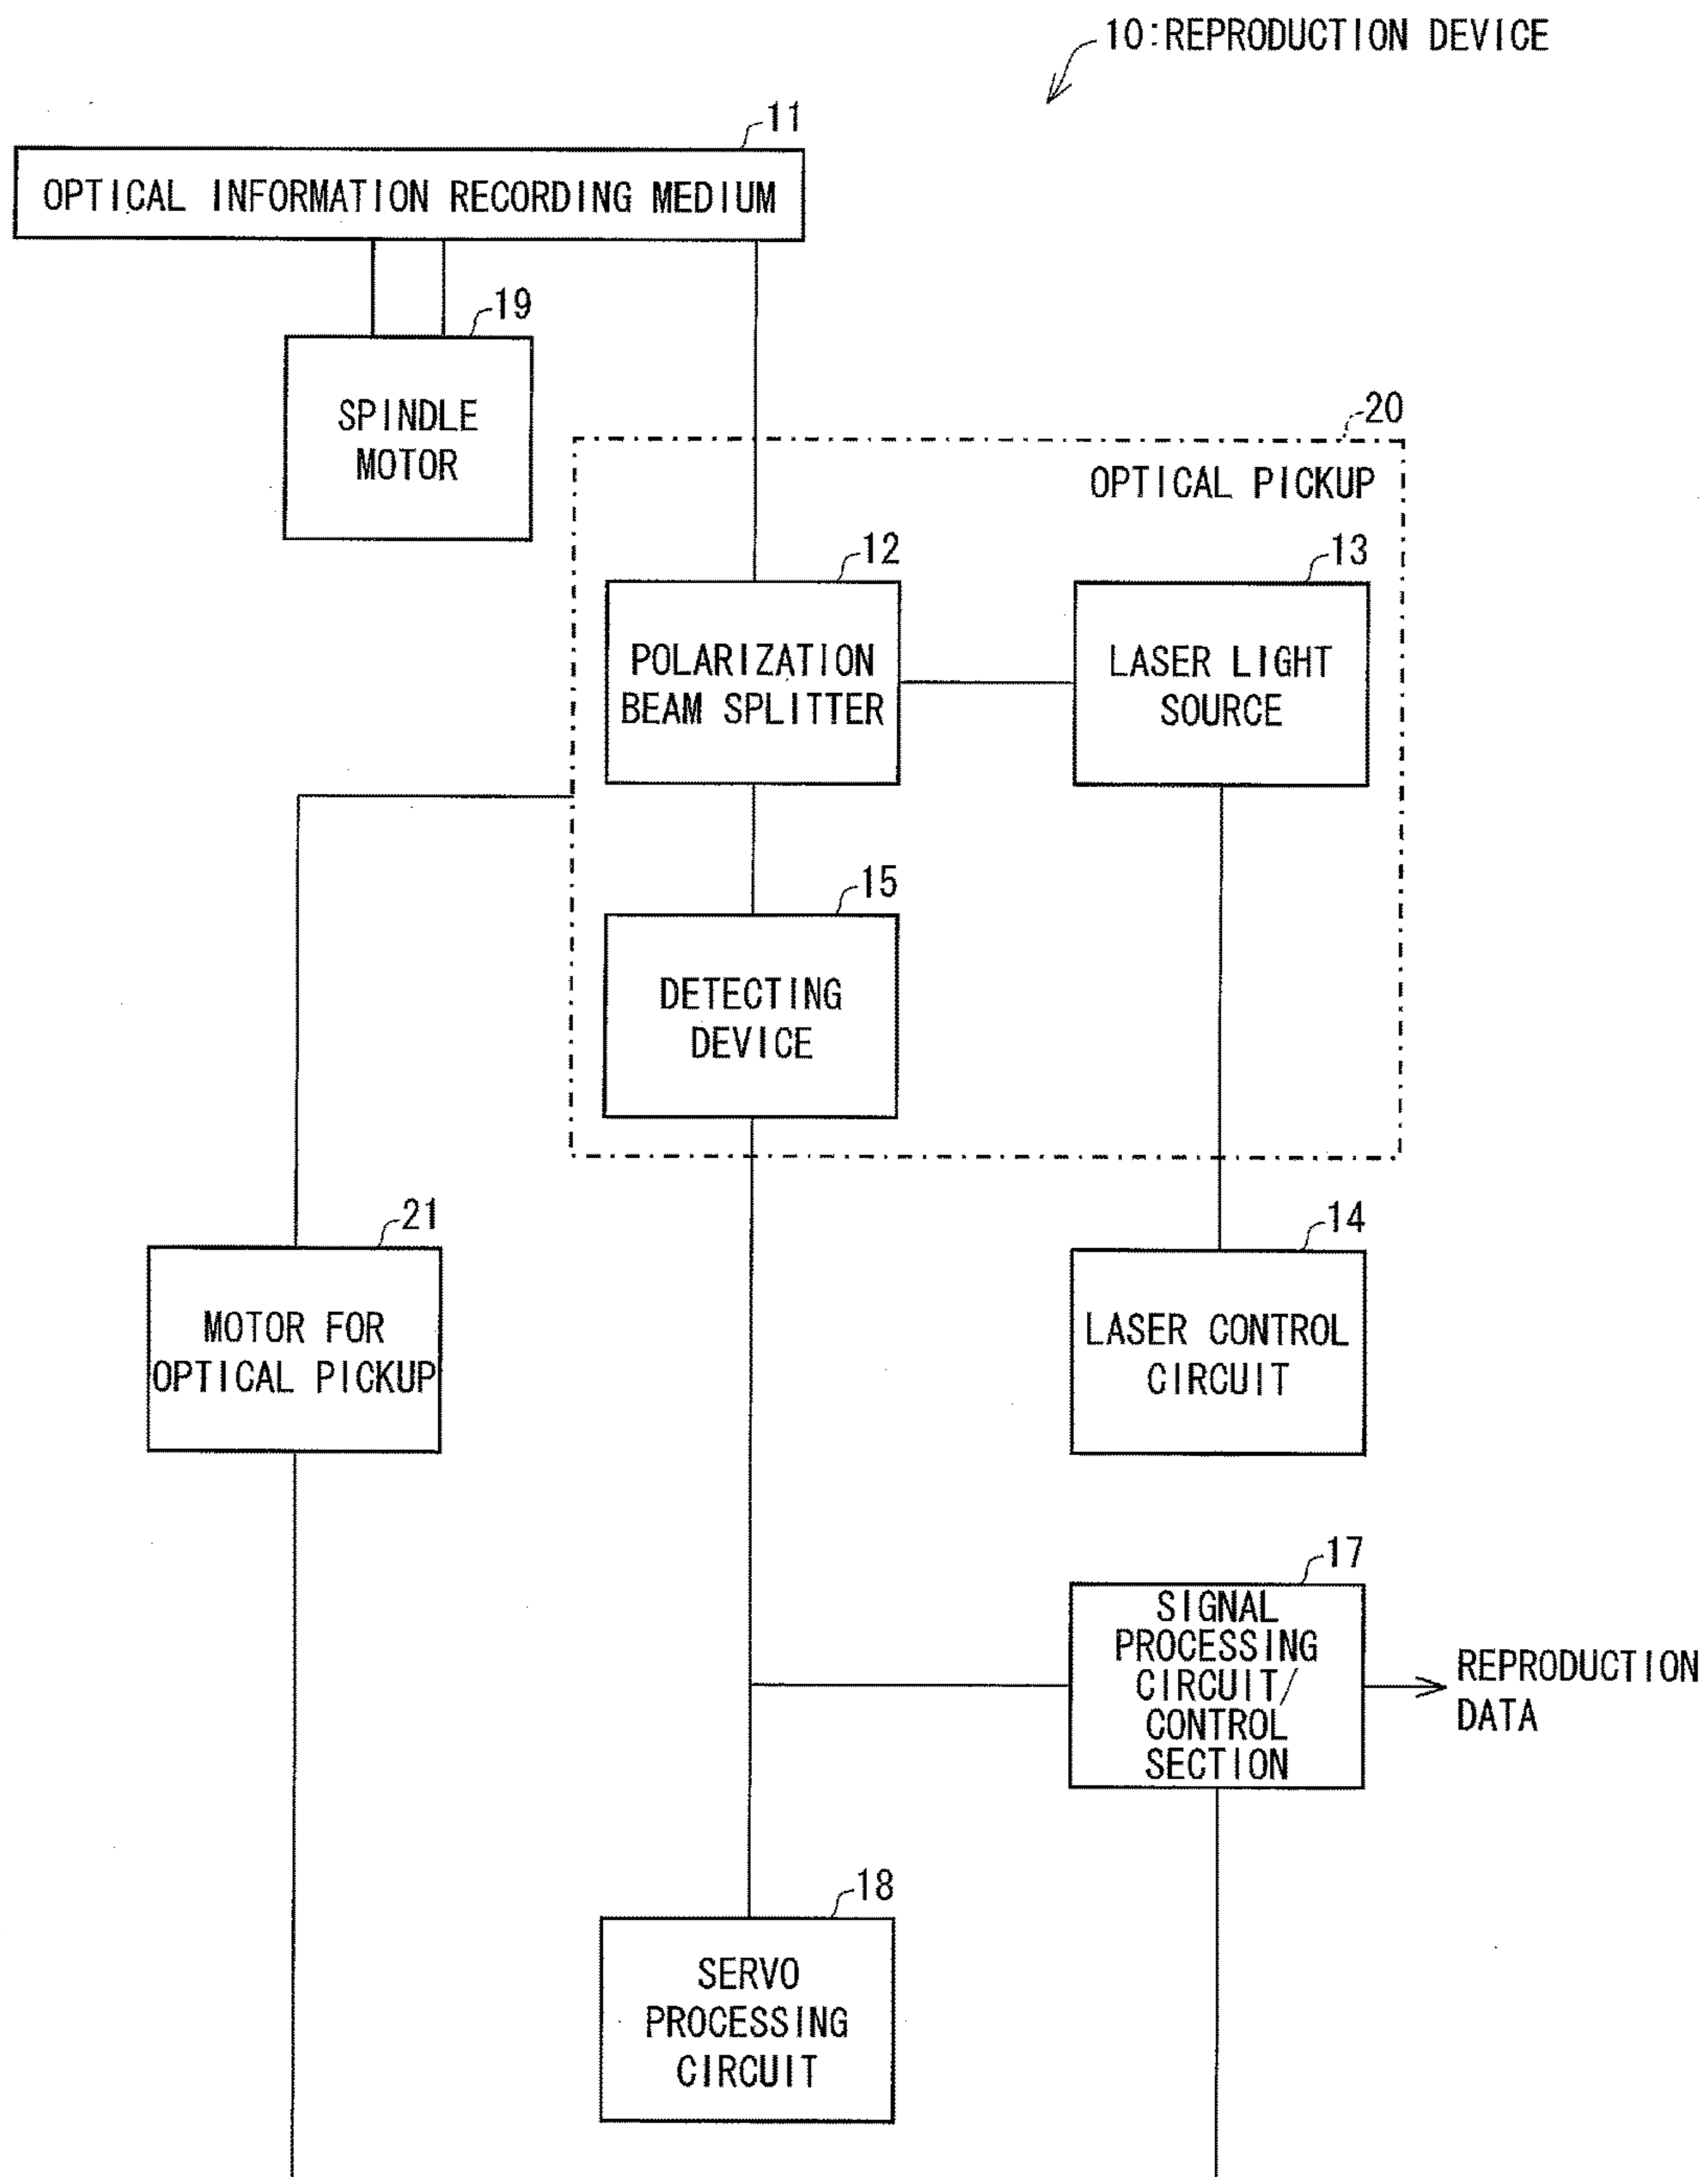 10:REPRODUCTION DEVICE
11
OPTICAL INFORMATION RECORDING MEDIUM
19
SPINDLE
MOTOR
20
OPTICAL PICKUP
12
POLARIZATION
BEAM SPLITTER
13
LASER LIGHT
SOURCE
15
DETECTING
DEVICE
21
MOTOR FOR
OPTICAL PICKUP
14
LASER CONTROL
CIRCUIT
17
SIGNAL
PROCESSING
CIRCUIT/
CONTROL
SECTION
REPRODUCTION
DATA
18
SERVO
PROCESSING
CIRCUIT